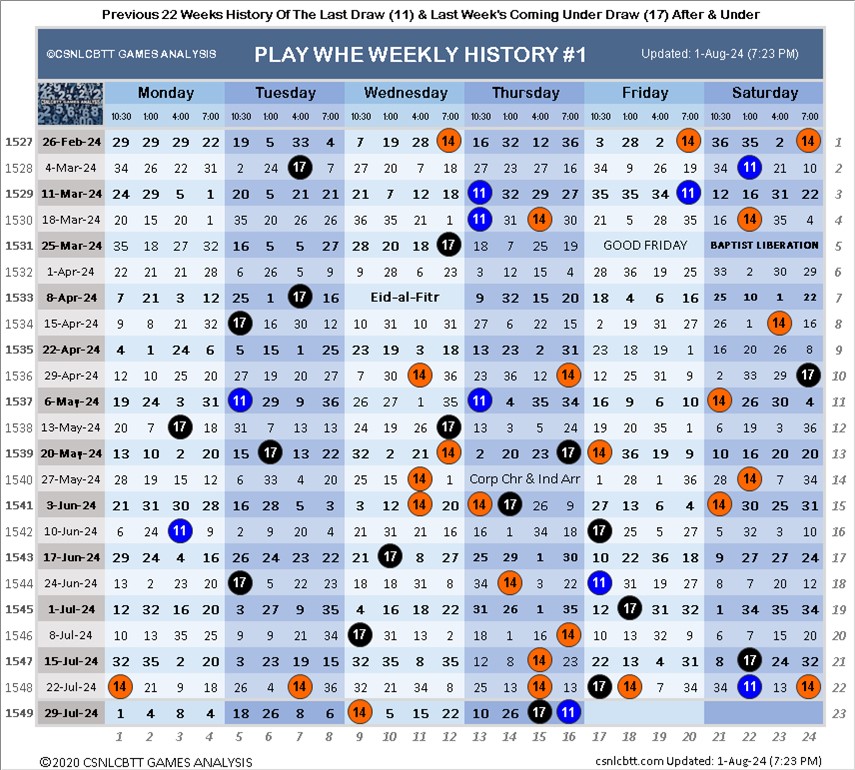 Previous 22 Weeks History Of The Last Draw (11) & Last Week's Coming Under Draw (17) After & Under
©CSNLCBTT GAMES ANALYSIS PLAY WHE WEEKLY HISTORY #1 Updated: 1-Aug-24 (7:23 PM)
CSNLCBTT GAMES ANALYSIS Monday Tuesday Wednesday Thursday Friday Saturday
10:30 1:00 4:00 7:00 10:30 1:00 4:00 7:00 10:30 1:00 4:00 7:00 10:30 1:00 4:00 7:00 10:30 1:00 4:00 7:00 10:30 1:00 4:00 7:00
1527 26-Feb-24 29 29 29 22 19 5 33 4 7 19 28 14 16 32 12 36 3 28 2 14 36 35 2 14 1
1528 4-Mar-24 34 26 22 31 2 24 17 7 27 20 7 18 27 23 27 16 34 9 26 19 34 11 21 10 2
1529 11-Mar-24 24 29 5 1 20 5 21 21 21 7 12 18 11 32 29 27 35 35 34 11 12 16 31 22 3
1530 18-Mar-24 20 15 20 1 35 20 26 26 36 35 21 1 11 31 14 30 21 5 28 35 16 14 35 4 4
1531 25-Mar-24 35 18 27 32 16 5 5 27 28 20 18 17 18 7 25 19 GOOD FRIDAY BAPTIST LIBERATION 5
1532 1-Apr-24 22 21 21 28 6 26 5 9 9 28 6 23 3 12 15 4 28 36 19 25 33 2 30 29 6
1533 8-Apr-24 7 21 3 12 25 1 17 16 Eid-al-Fitr 9 32 15 20 18 4 6 16 25 10 1 22 7
1534 15-Apr-24 9 8 21 32 17 16 30 12 10 31 10 31 27 6 22 15 2 19 31 27 26 1 14 16 8
1535 22-Apr-24 4 1 24 6 5 15 1 25 23 19 3 18 13 23 2 31 23 18 19 1 16 20 26 8 9
1536 29-Apr-24 12 10 25 20 27 19 20 27 7 30 14 36 23 36 12 14 12 25 31 9 2 33 29 17 10
1537 6-May-24 19 24 3 31 11 29 9 36 26 27 1 35 11 4 35 34 16 9 6 10 14 26 30 4 11
1538 13-May-24 20 7 17 18 31 7 13 13 24 19 26 17 13 3 5 24 19 20 35 1 6 19 3 36 12
1539 20-May-24 13 10 2 20 15 17 13 22 32 2 21 14 2 20 23 17 14 36 19 9 10 16 20 20 13
1540 27-May-24 28 19 15 12 6 33 4 20 25 15 14 1 Corp Chr & Ind Arr 1 28 1 36 28 14 7 34 14
1541 3-Jun-24 21 31 30 28 16 28 5 3 3 12 14 20 14 17 26 9 27 13 6 4 14 30 25 31 15
1542 10-Jun-24 6 24 11 9 2 9 20 4 21 31 21 16 16 1 34 18 17 25 5 8 5 32 3 10 16
1543 17-Jun-24 29 24 4 16 26 24 23 22 21 17 8 27 25 29 1 30 10 22 36 18 9 27 27 24 17
1544 24-Jun-24 13 2 23 20 17 5 22 23 18 18 31 8 34 14 3 22 11 31 19 27 8 7 20 12 18
1545 1-Jul-24 12 32 16 20 3 27 9 35 4 16 18 22 31 26 1 35 12 17 31 32 1 34 35 34 19
1546 8-Jul-24 10 13 35 25 9 9 21 34 17 31 13 2 18 1 16 14 10 13 32 9 6 7 15 20 20
1547 15-Jul-24 32 35 2 20 3 23 19 15 32 35 8 35 12 8 14 23 22 13 4 31 8 17 24 32 21
1548 22-Jul-24 14 21 9 18 26 4 14 36 32 31 34 8 25 13 14 13 17 14 7 34 34 11 13 14 22
1549 29-Jul-24 1 4 8 4 18 26 8 6 14 5 15 22 10 26 17 11 23
1 2 3 4 5 6 7 8 9 10 11 12 13 14 15 16 17 18 19 20 21 22 23 24
©2020 CSNLCBTT GAMES ANALYSIS csnlcbtt.com Updated: 1-Aug-24 (7:23 PM)